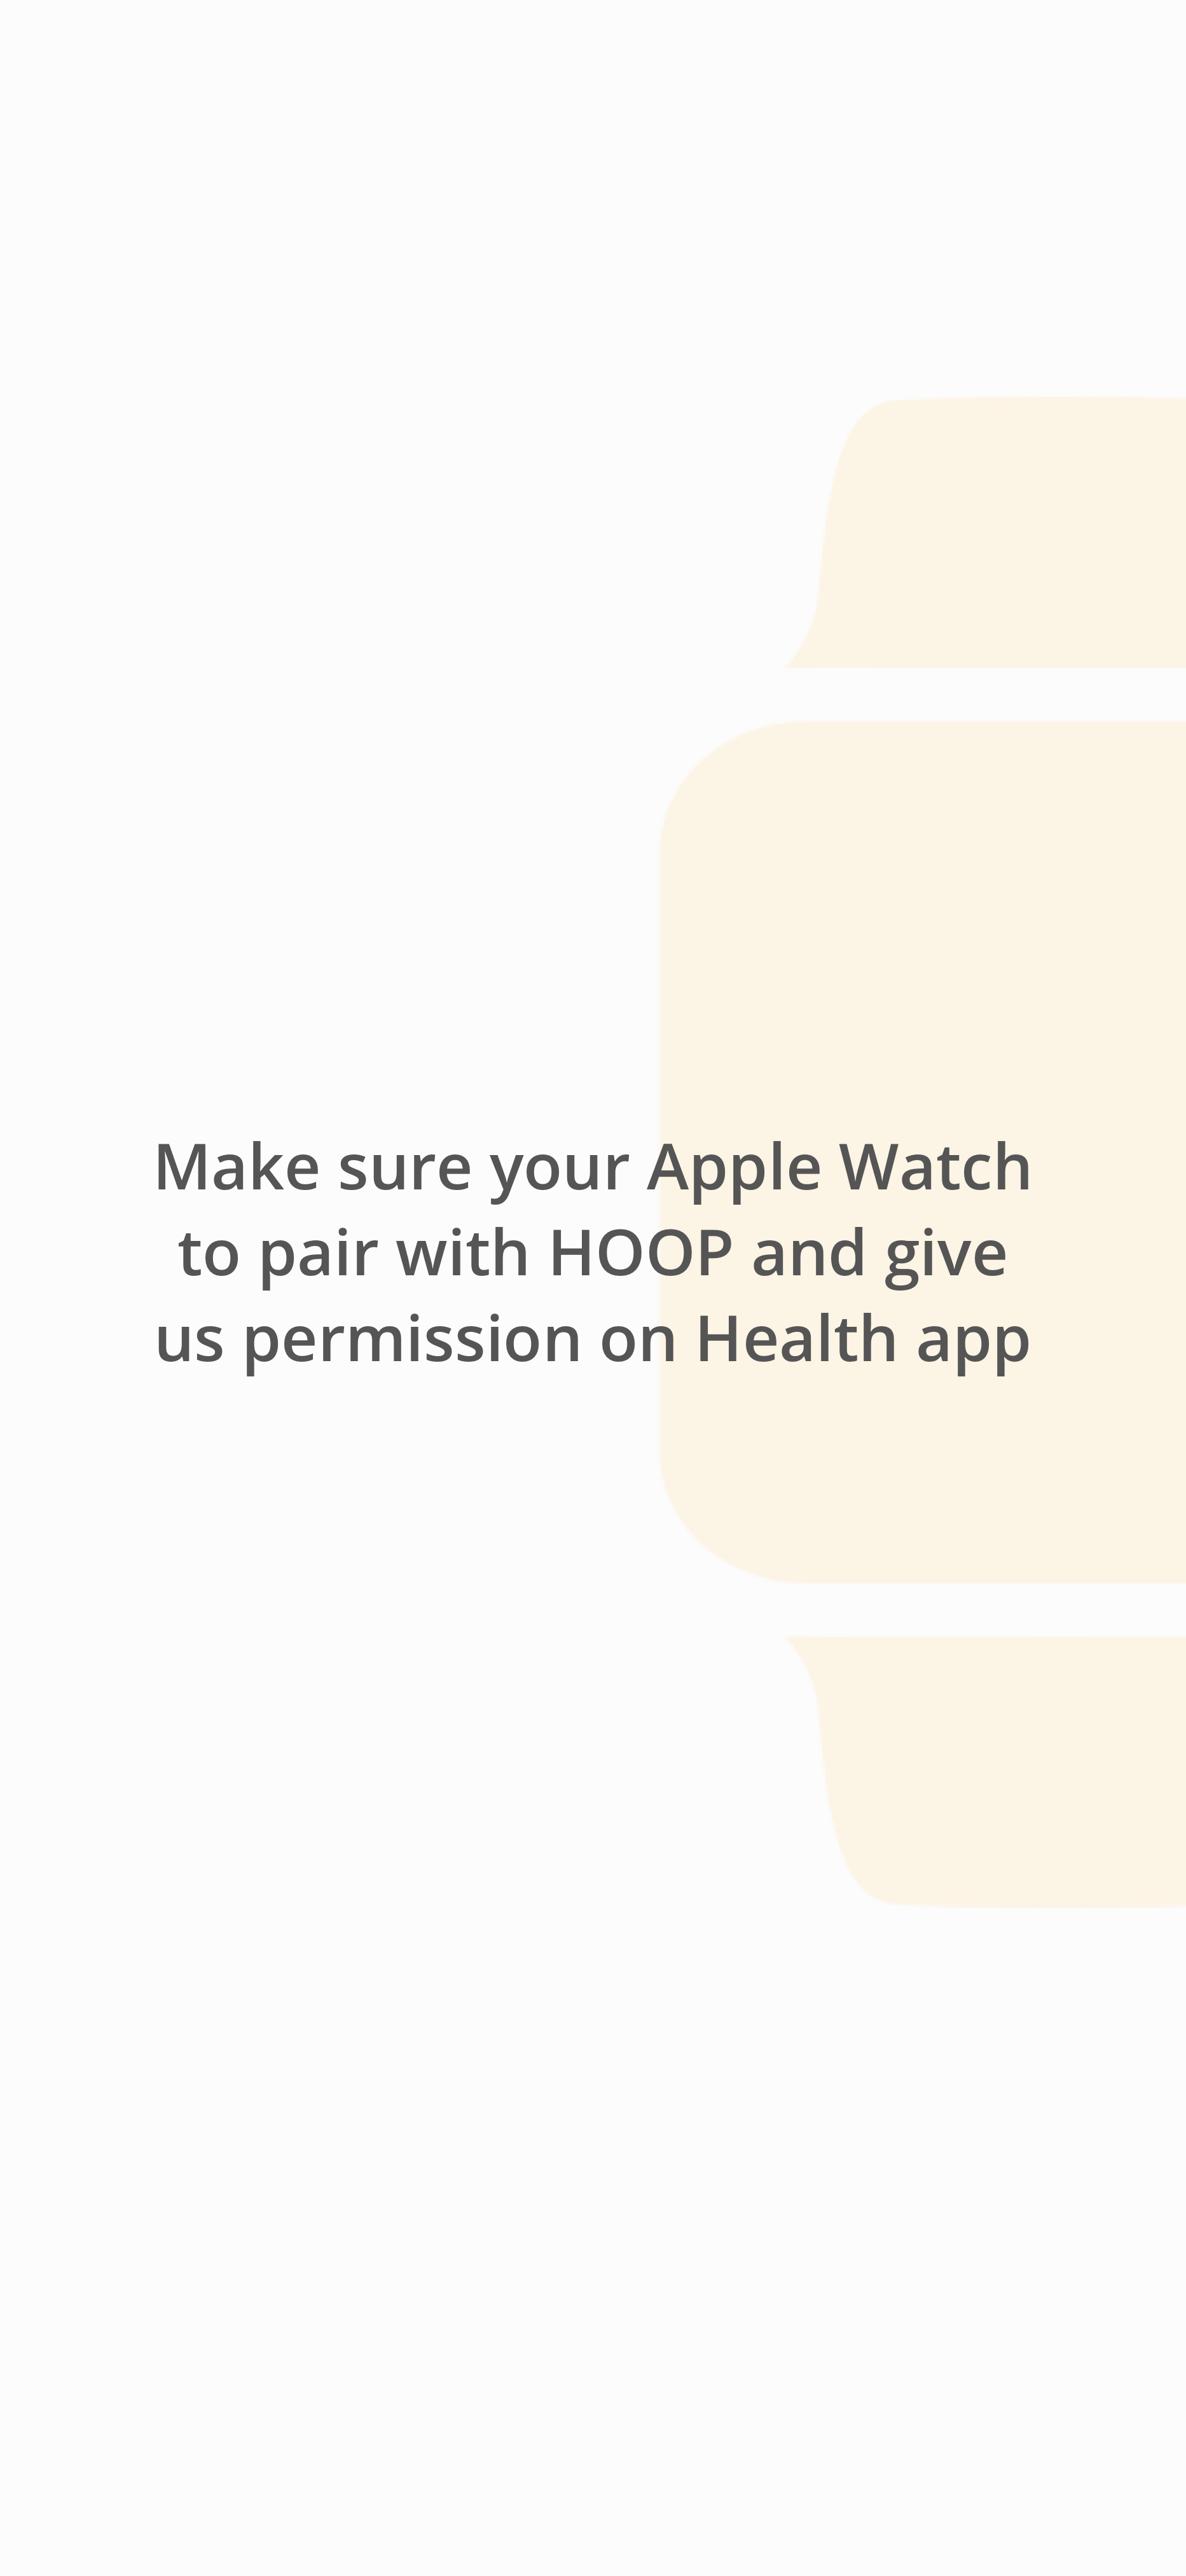 Make sure your Apple Watch
to pair with HOOP and give
us permission on Health app